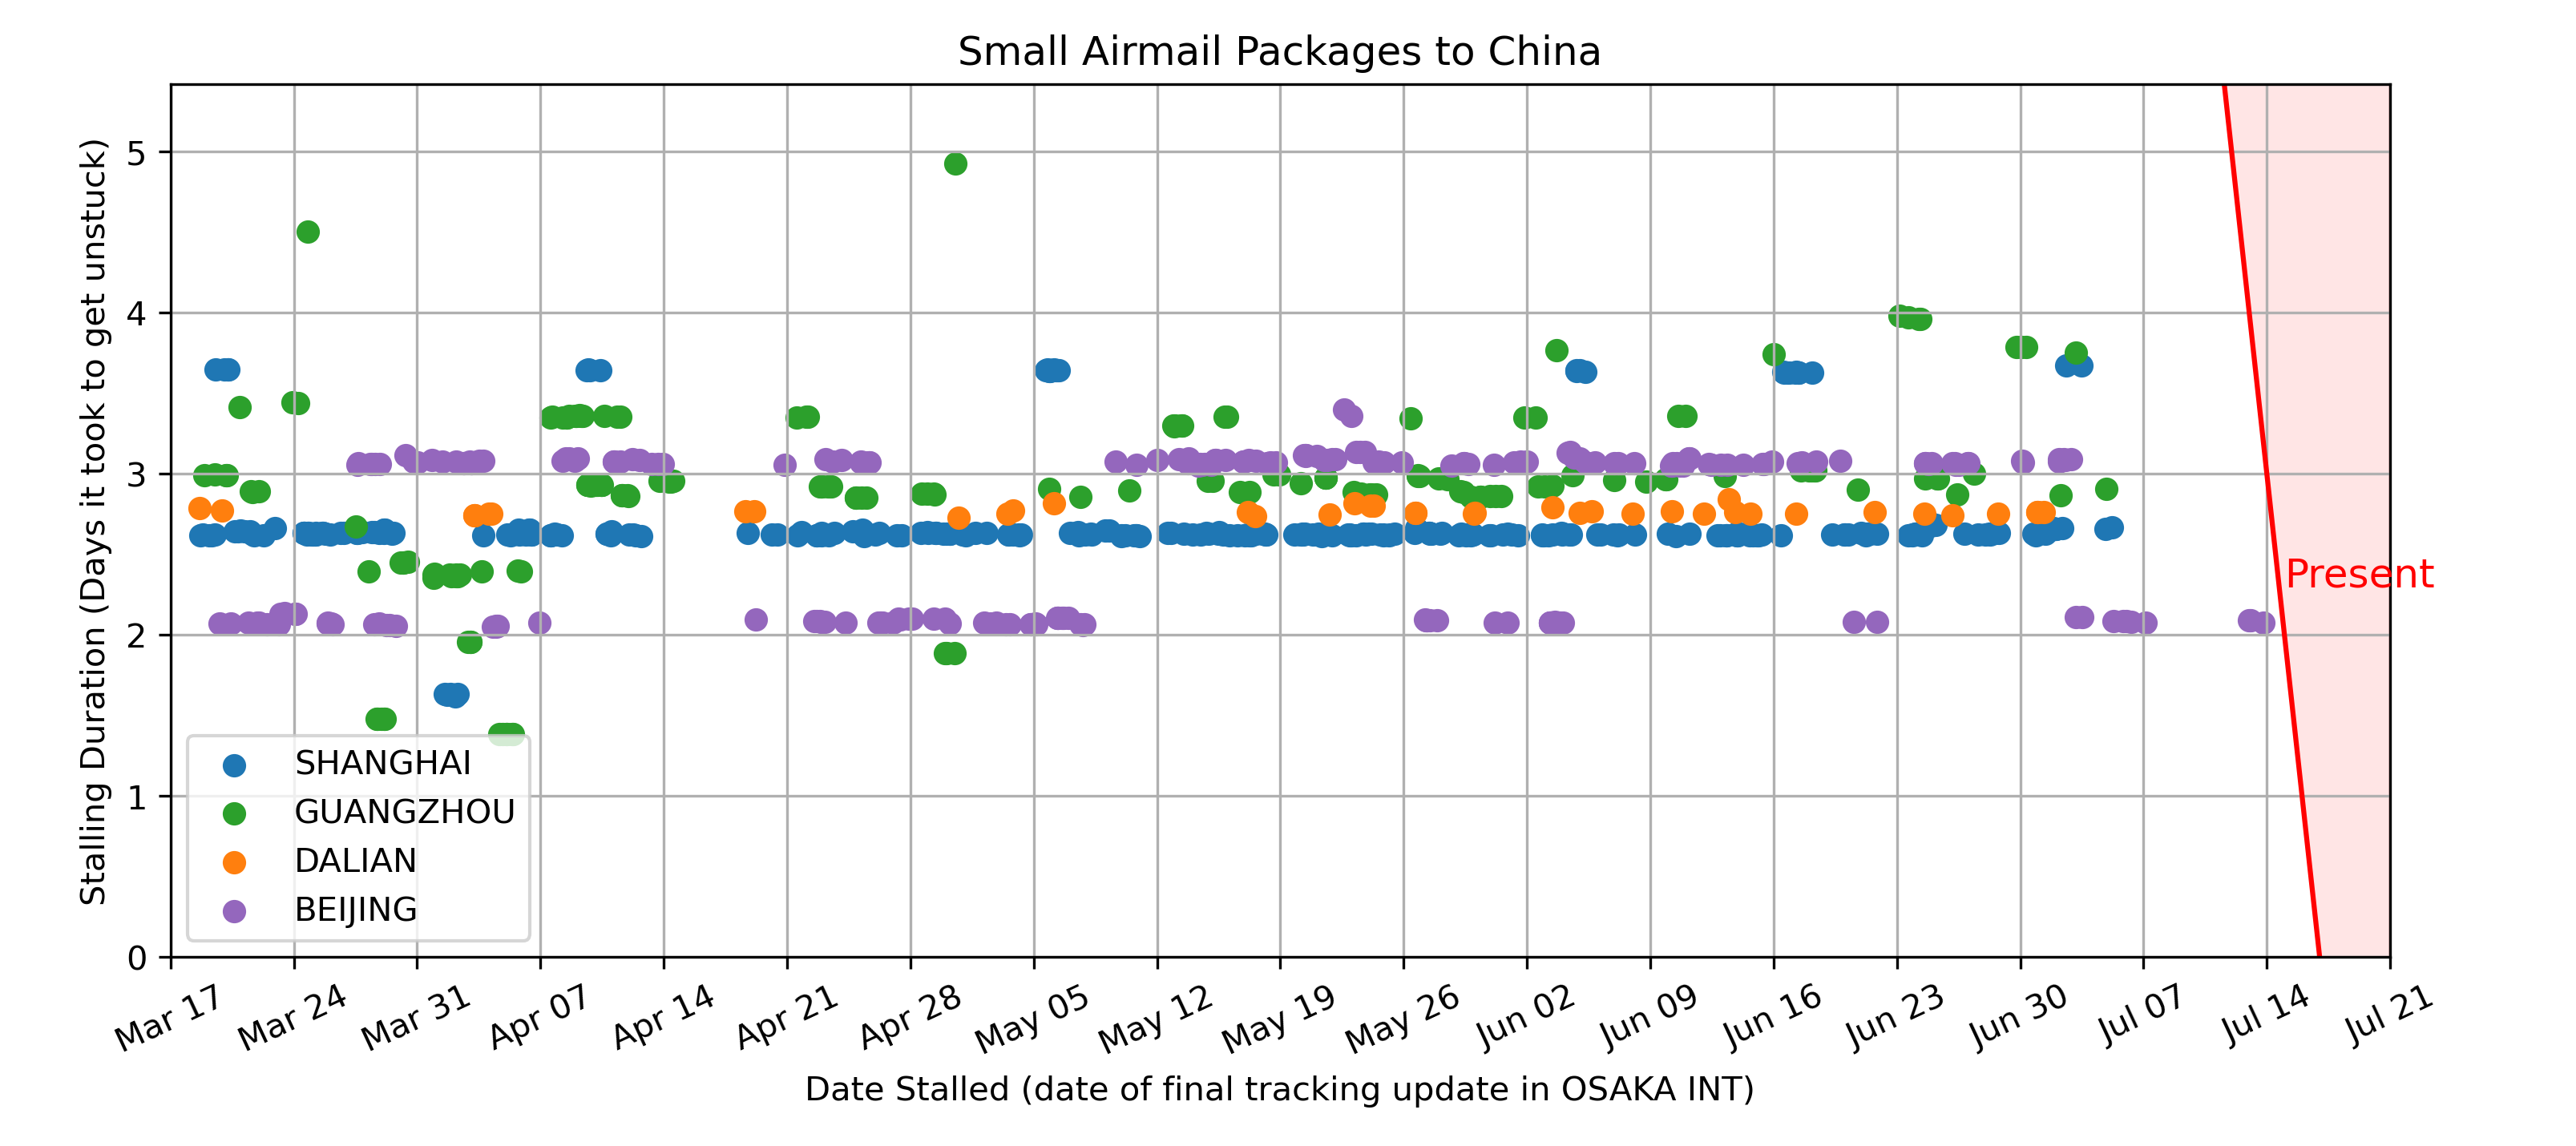 Small Airmail Packages to China
Stalling Duration (Days it took to get unstuck)
5
4
3
2
1
0
Present
SHANGHAI
GUANGZHOU
DALIAN
BEIJING
Mar 17
Mar 24
Mar 31
Apr 07
Apr 14
Apr 21
Apr 28
May 05
May 12
May 19
May 26
Jun 02
Jun 09
Jun 16
Jun 23
Jun 30
Jul 07
Jul 14
Jul 21
Date Stalled (date of final tracking update in OSAKA INT)